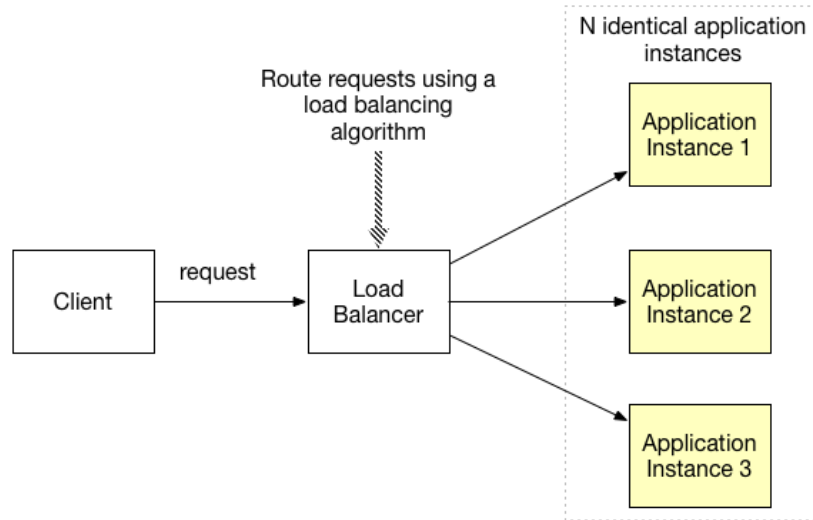 N identical application
instances
Route requests using a
load balancing
algorithm
Application
Instance 1
request
Client
Load
Balancer
Application
Instance 2
Application
Instance 3